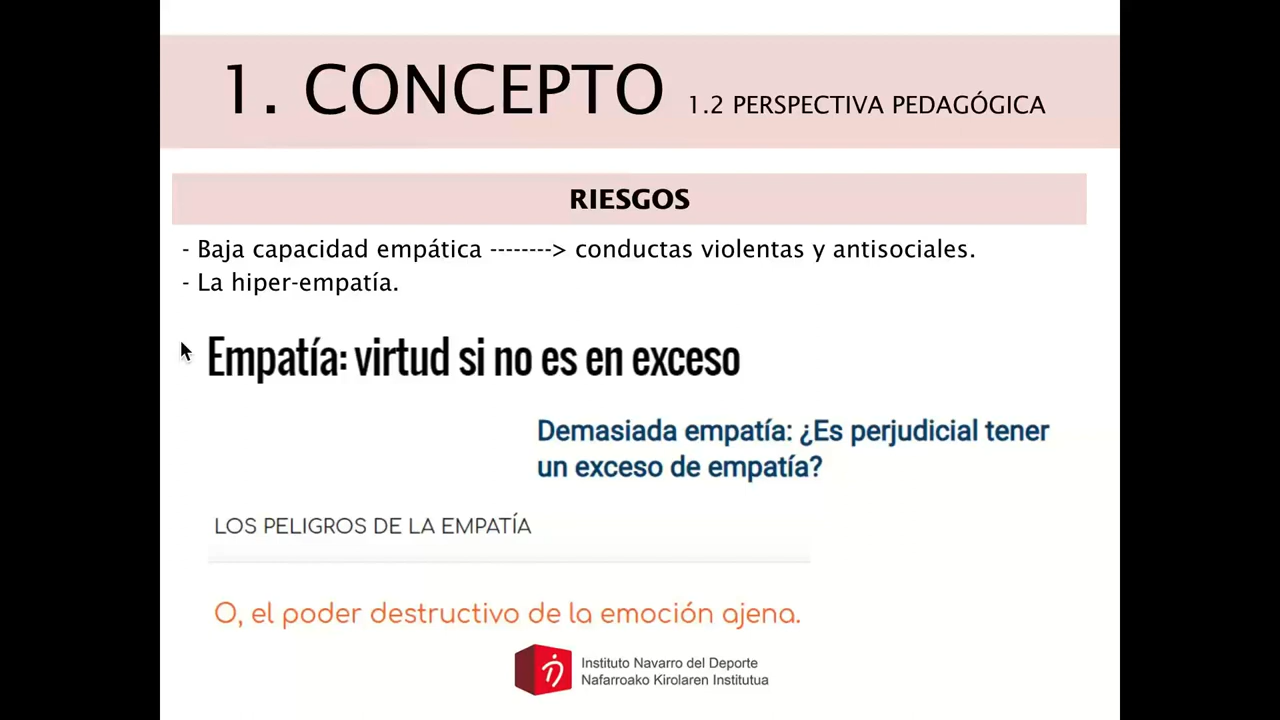 1. CONCEPTO 1.2 PERSPECTIVA PEDAGÓGICA
RIESGOS
- Baja capacidad empática --------> conductas violentas y antisociales.
- La hiper-empatía.
Empatía: virtud si no es en exceso
Demasiada empatía: ¿Es perjudicial tener
un exceso de empatía?
LOS PELIGROS DE LA EMPATÍA
O, el poder destructivo de la emoción ajena.
Instituto Navarro del Deporte
Nafarroako Kirolaren Institutua